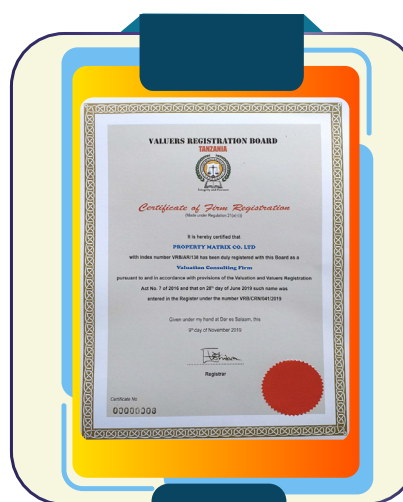 VALUERS REGISTRATION BOARD
TANZANIA
Certificate of Firm Registration
It is hereby certified that
PROPERTY MATRIX CO. LTD
with Index number VRB/AR/138 has been duly registered with this Board as a
Valuation Consulting Firm
pursuant to and in accordance with provisions of the Valuation and Valuers Registration
Act No. 7 of 2016 and that on 28th day of June 2019 such name was
entered in the Register under the number VRS/CRN/041/2019
Given under my hand at Dar es Salaam, this
9th day of November 2019
Registrar
Certificate No.